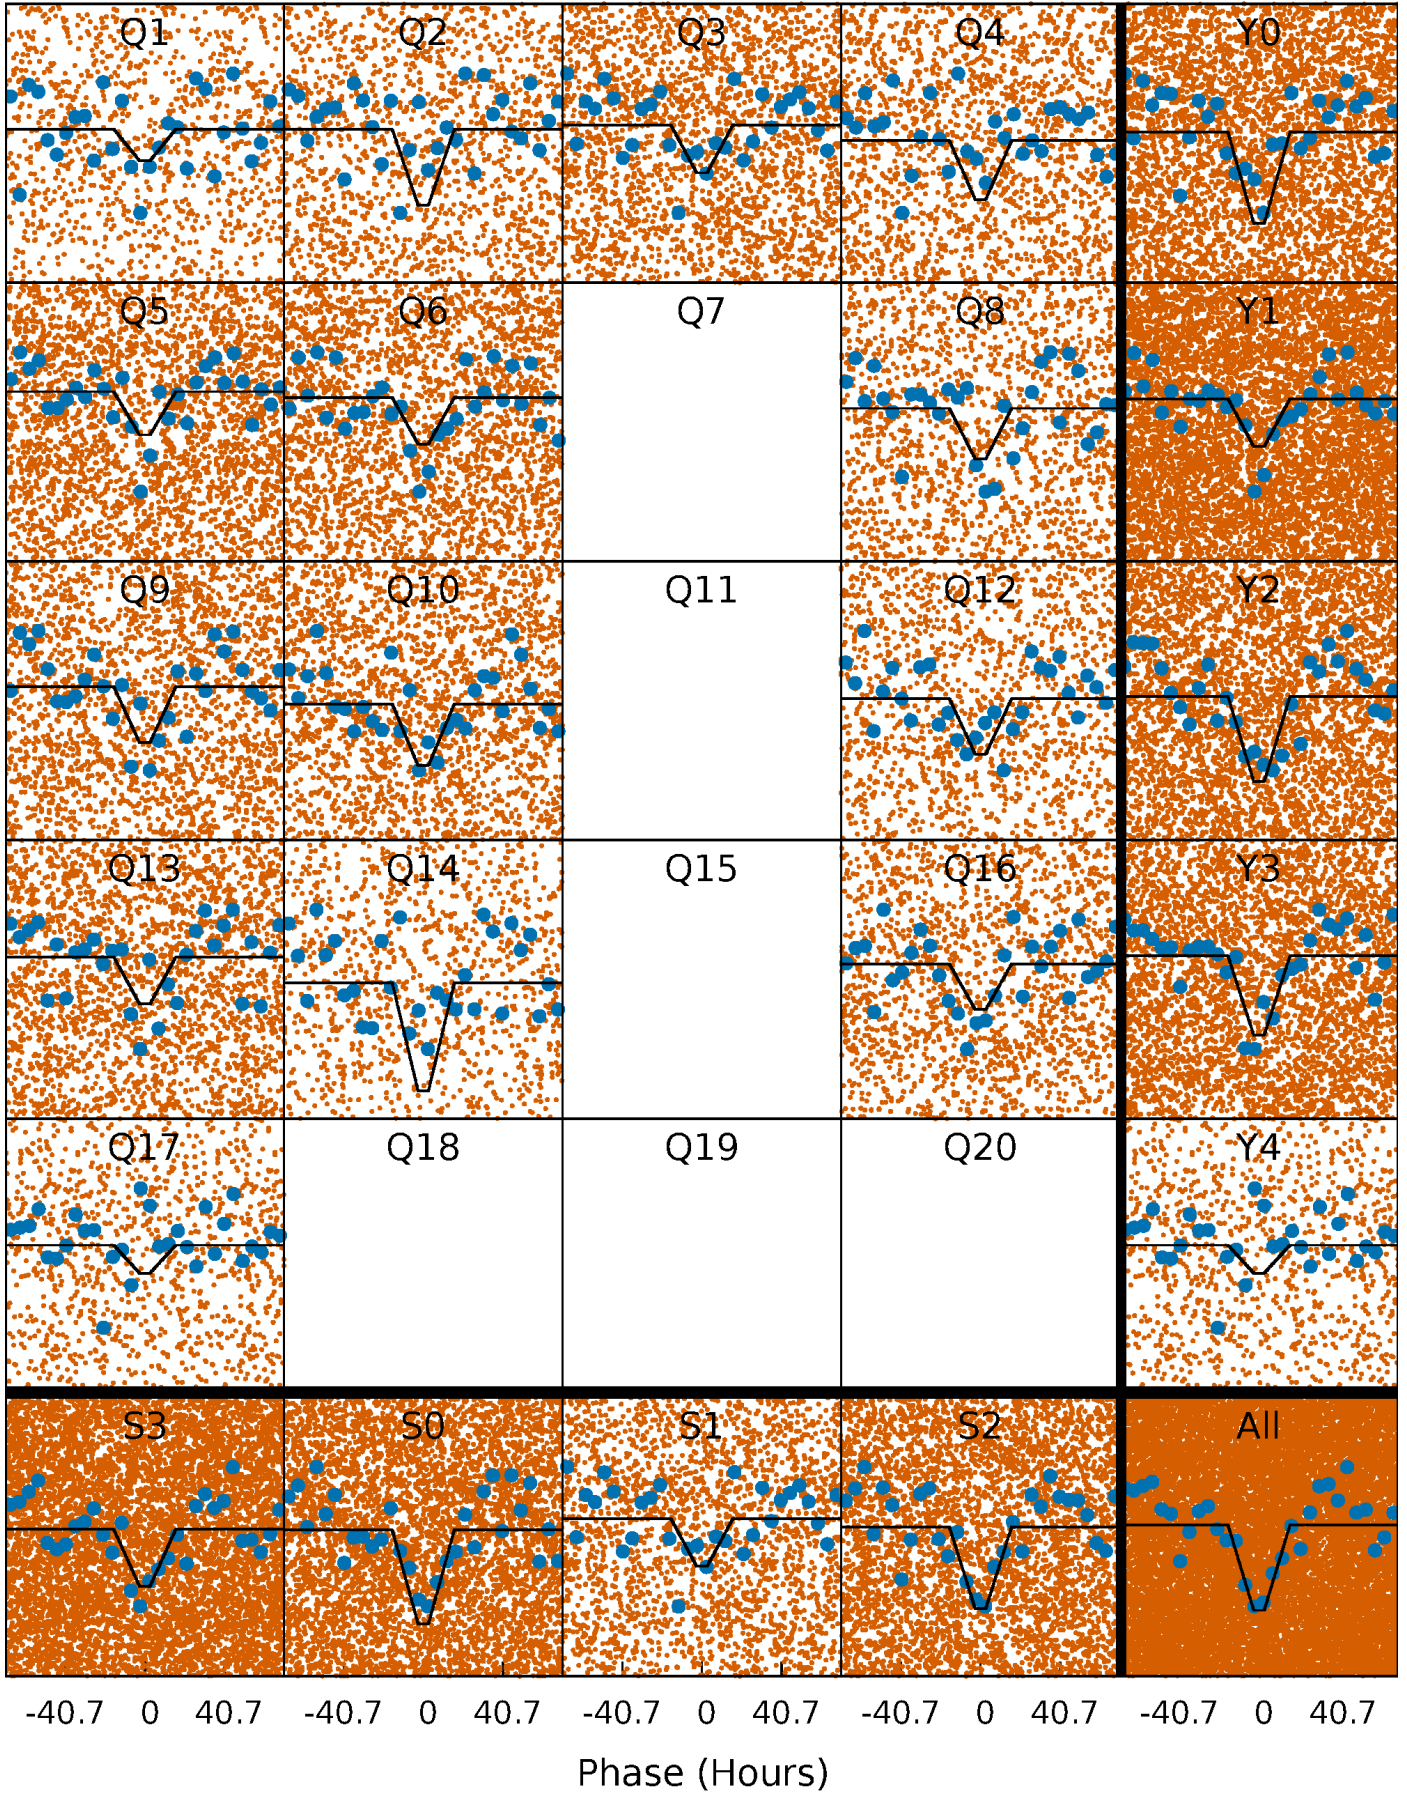 Q1 Q2 Q3 Q4 Y0
Q5 Q6 Q7 Q8 Y1
Q9 Q10 Q11 Q12 Y2
Q13 Q14 Q15 Q16 Y3
Q17 Q18 Q19 Q20 Y4
S3 S0 S1 S2 All
-40.7 0 40.7 -40.7 0 40.7 -40.7 0 40.7 -40.7 0 40.7 -40.7 0 40.7
Phase (Hours)